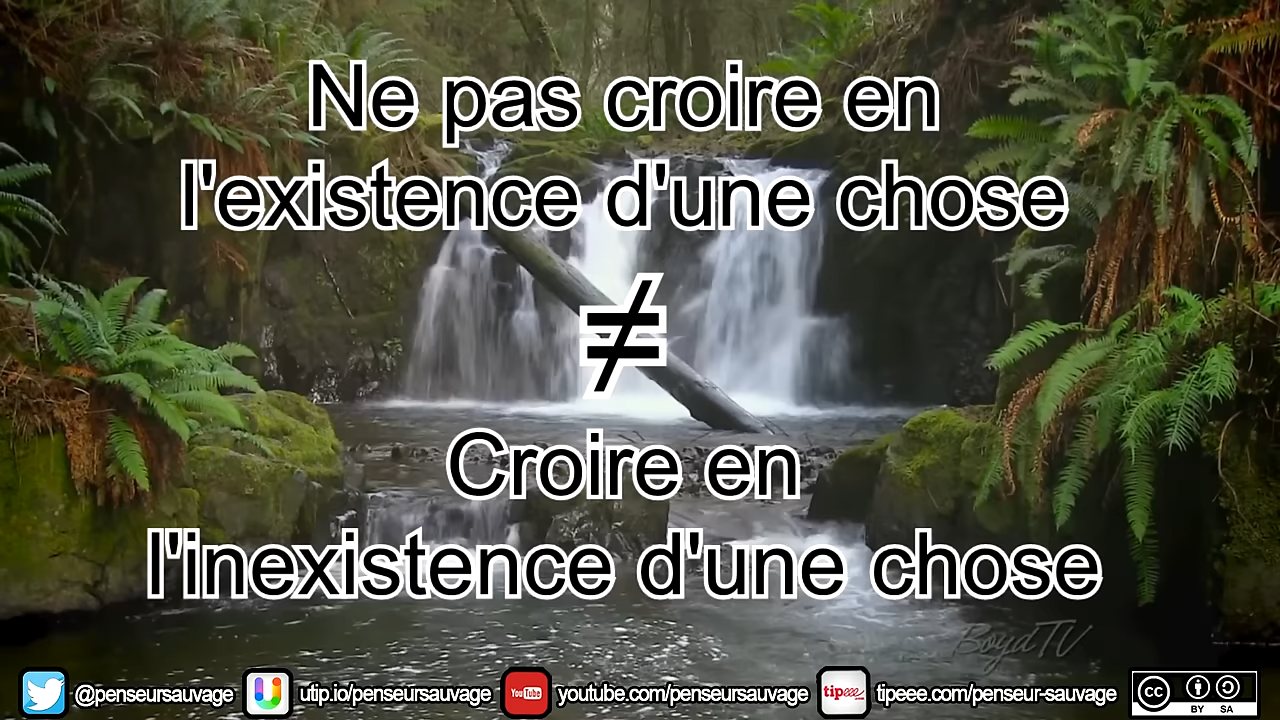 Ne pas croire en
l'existence d'une chose
≠
Croire en
l'inexistence d'une chose
BoydTV
@penseursauvage utip.io/penseursauvage YouTube youtube.com/penseursauvage tipeee tipeee.com/penseur-sauvage cc BY SA